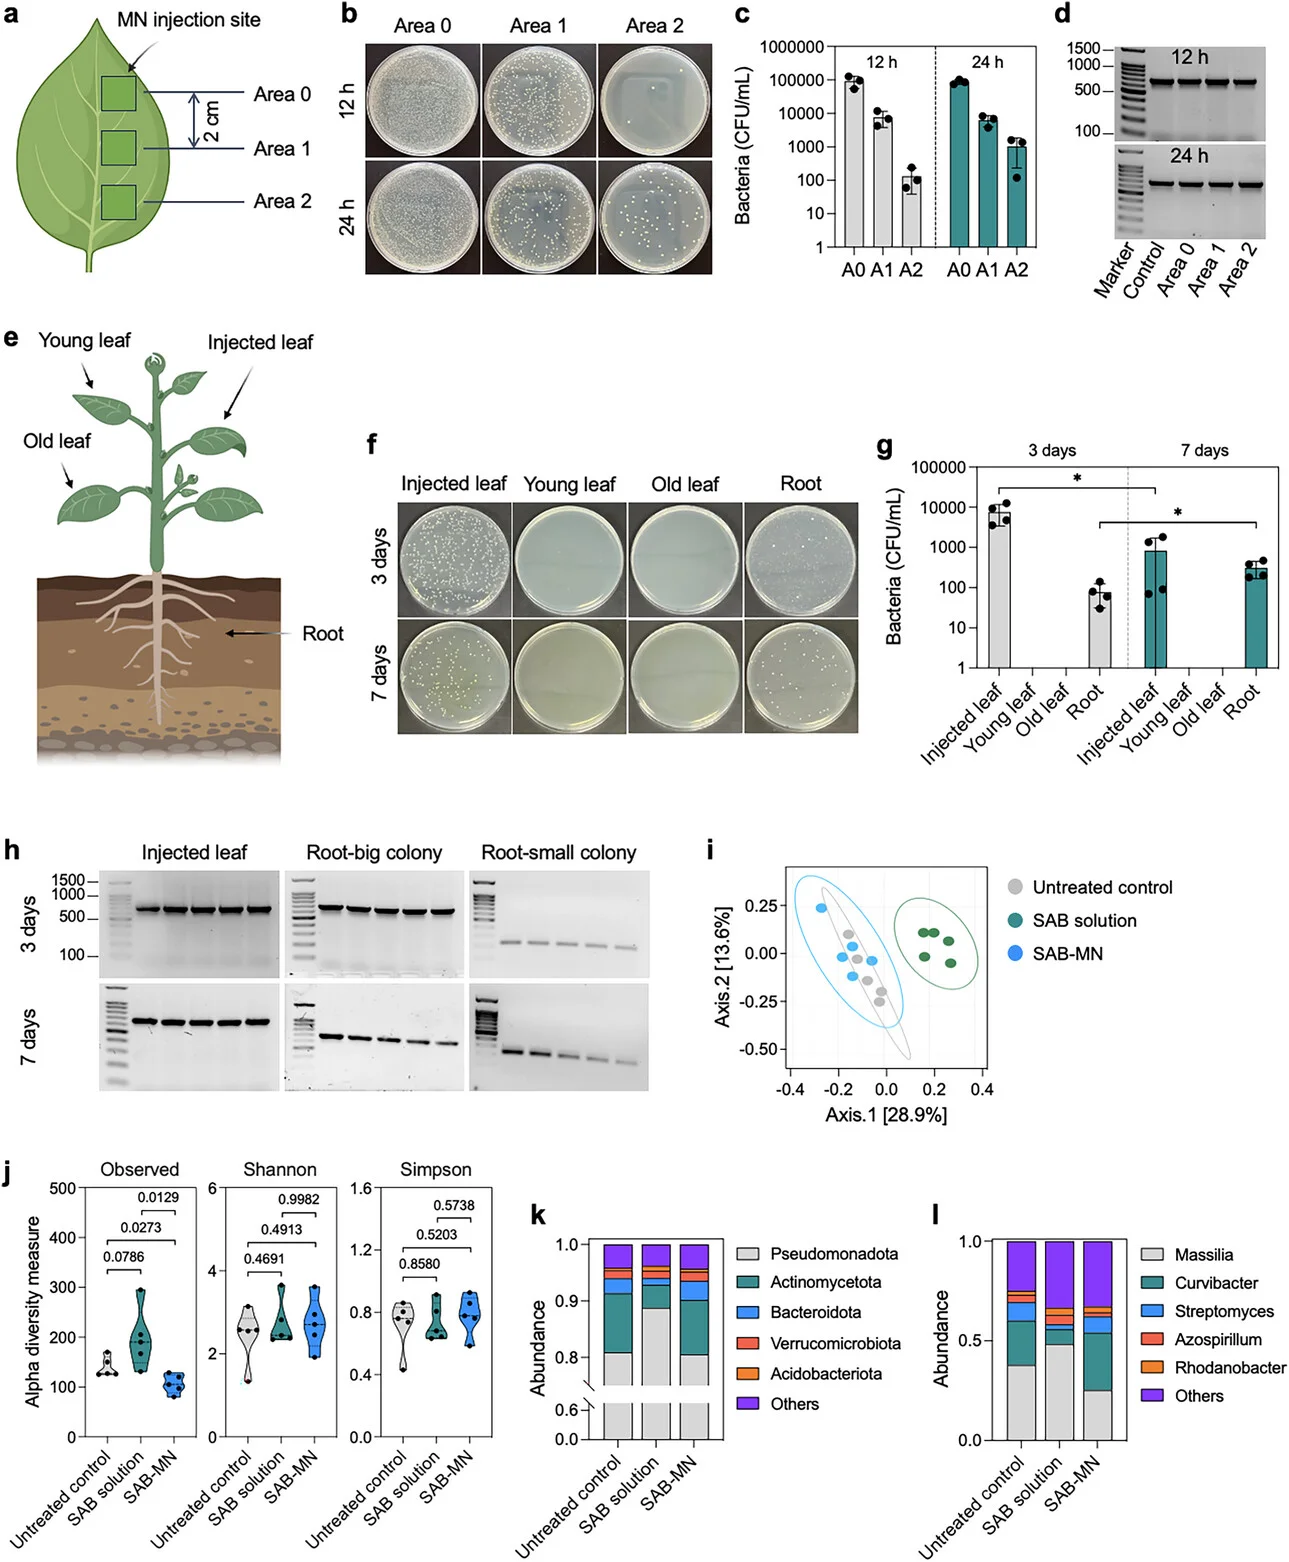 a
MN injection site
Area 0
2 cm
Area 1
Area 2
b
Area 0 Area 1 Area 2
12 h
24 h
c
Bacteria (CFU/mL)
1000000
100000
10000
1000
100
10
1
12 h 24 h
A0 A1 A2 A0 A1 A2
d
1500
1000
500
100
12 h
24 h
Marker
Control
Area 0
Area 1
Area 2
e
Young leaf
Injected leaf
Old leaf
Root
f
Injected leaf Young leaf Old leaf Root
3 days
7 days
g
3 days 7 days
Bacteria (CFU/mL)
100000
10000
1000
100
10
1
*
*
Injected leaf
Young leaf
Old leaf
Root
Injected leaf
Young leaf
Old leaf
Root
h
Injected leaf Root-big colony Root-small colony
3 days
1500
1000
500
100
7 days
i
Axis.2 [13.6%]
0.25
0.00
-0.25
-0.50
-0.4 -0.2 0.0 0.2 0.4
Axis.1 [28.9%]
Untreated control
SAB solution
SAB-MN
j
Alpha diversity measure
Observed
500
400
300
200
100
0
0.0129
0.0273
0.0786
Untreated control
SAB solution
SAB-MN
Shannon
6
4
2
0
0.9982
0.4913
0.4691
Untreated control
SAB solution
SAB-MN
Simpson
1.6
1.2
0.8
0.4
0.0
0.5738
0.5203
0.8580
Untreated control
SAB solution
SAB-MN
k
Abundance
1.0
0.9
0.8
0.6
0.0
Untreated control
SAB solution
SAB-MN
Pseudomonadota
Actinomycetota
Bacteroidota
Verrucomicrobiota
Acidobacteriota
Others
l
Abundance
1.0
0.5
0.0
Untreated control
SAB solution
SAB-MN
Massilia
Curvibacter
Streptomyces
Azospirillum
Rhodanobacter
Others